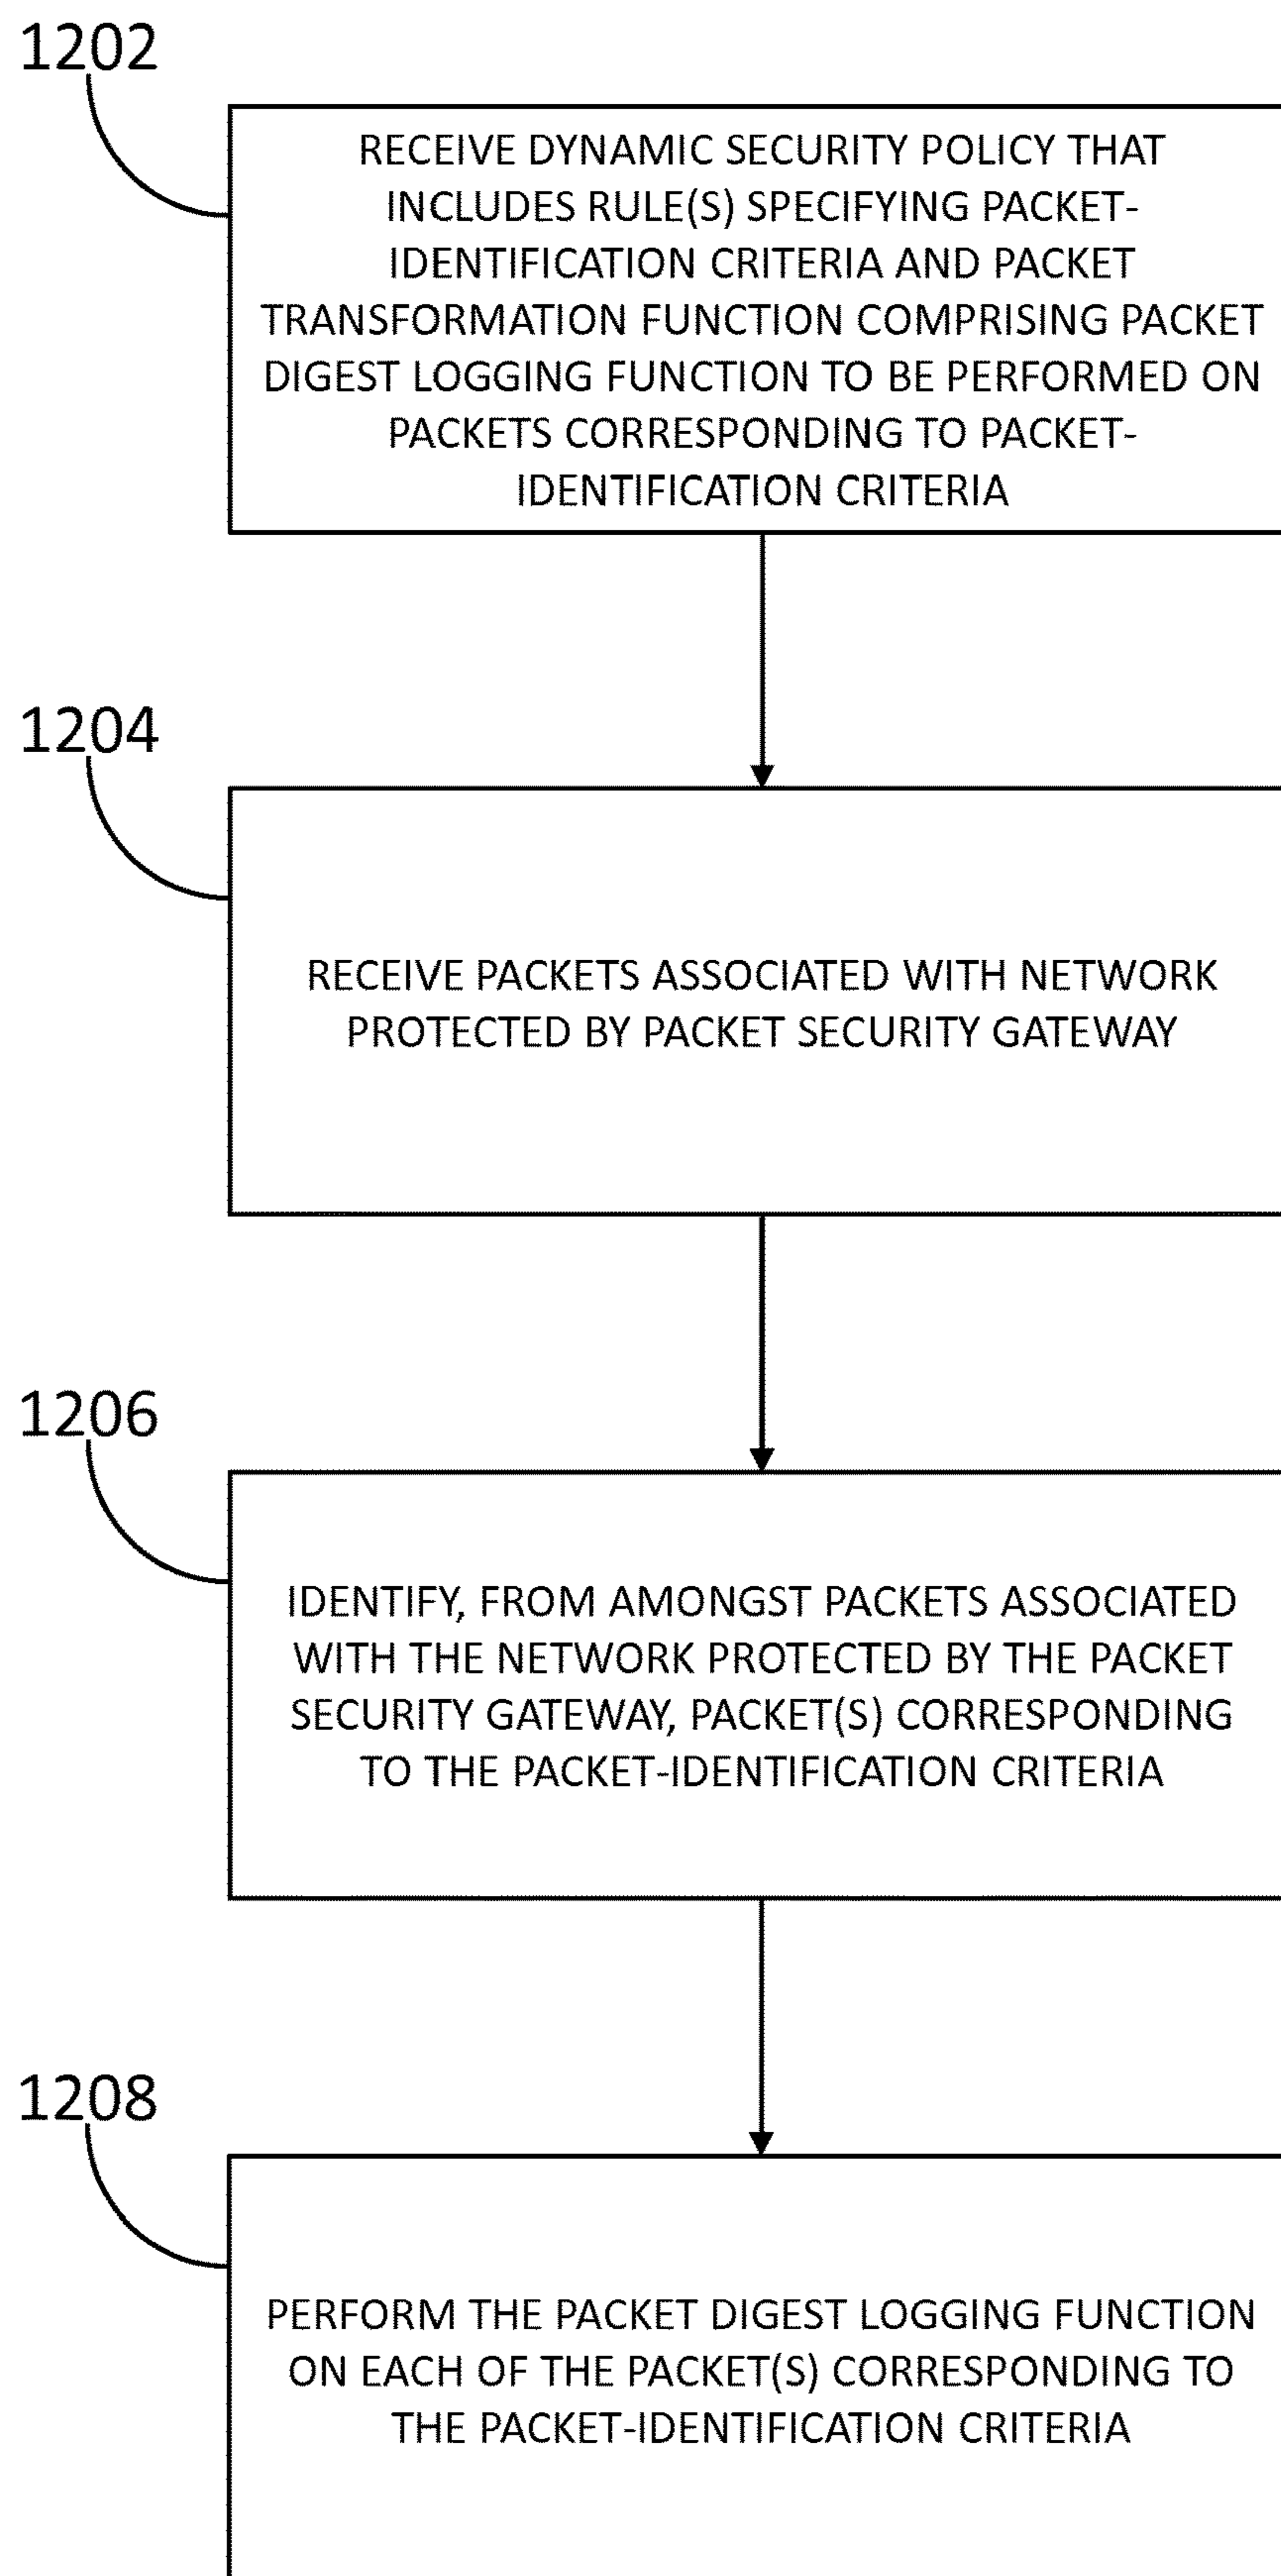 1202
RECEIVE DYNAMIC SECURITY POLICY THAT
INCLUDES RULE(S) SPECIFYING PACKET-
IDENTIFICATION CRITERIA AND PACKET
TRANSFORMATION FUNCTION COMPRISING PACKET
DIGEST LOGGING FUNCTION TO BE PERFORMED ON
PACKETS CORRESPONDING TO PACKET-
IDENTIFICATION CRITERIA
1204
RECEIVE PACKETS ASSOCIATED WITH NETWORK
PROTECTED BY PACKET SECURITY GATEWAY
1206
IDENTIFY, FROM AMONGST PACKETS ASSOCIATED
WITH THE NETWORK PROTECTED BY THE PACKET
SECURITY GATEWAY, PACKET(S) CORRESPONDING
TO THE PACKET-IDENTIFICATION CRITERIA
1208
PERFORM THE PACKET DIGEST LOGGING FUNCTION
ON EACH OF THE PACKET(S) CORRESPONDING TO
THE PACKET-IDENTIFICATION CRITERIA